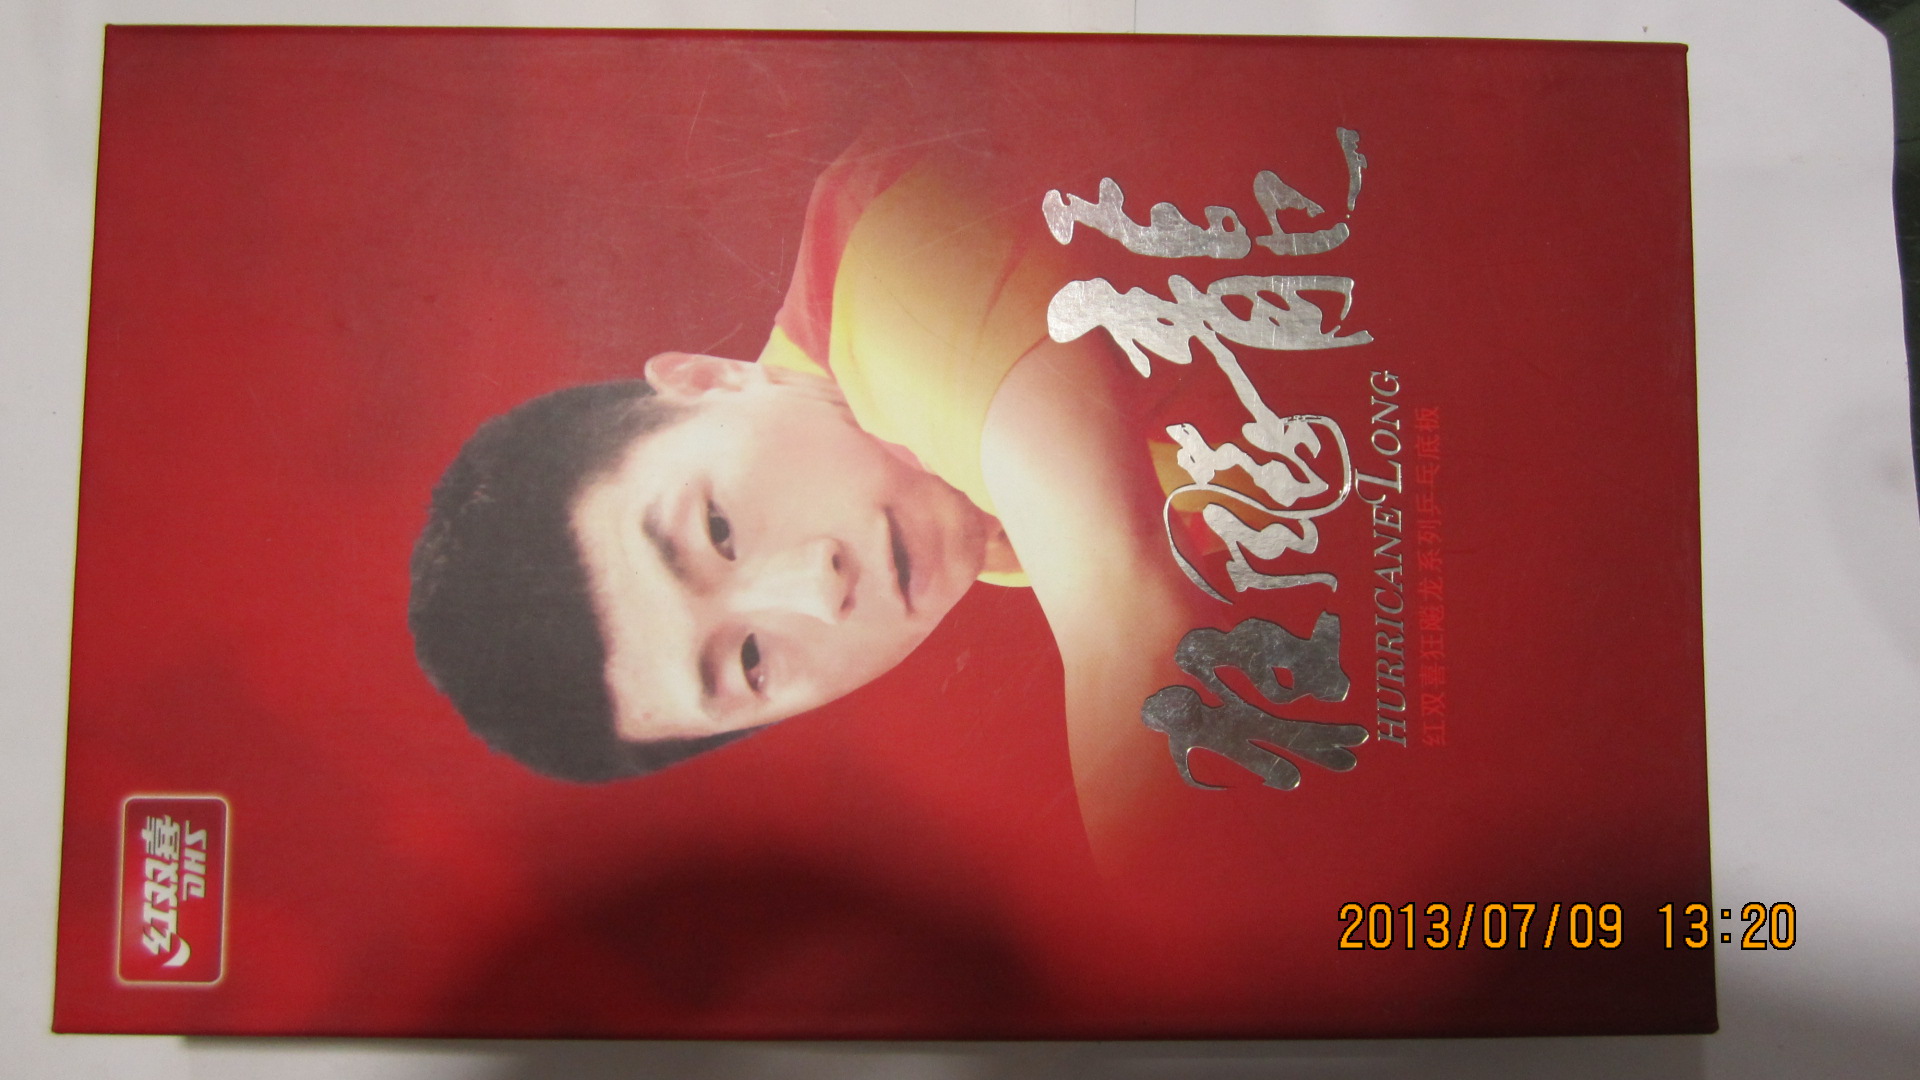 红双喜
DHS
狂飚龍
HURRICANE LONG
红双喜狂飚龙系列乒乓底板
2013/07/09 13:20